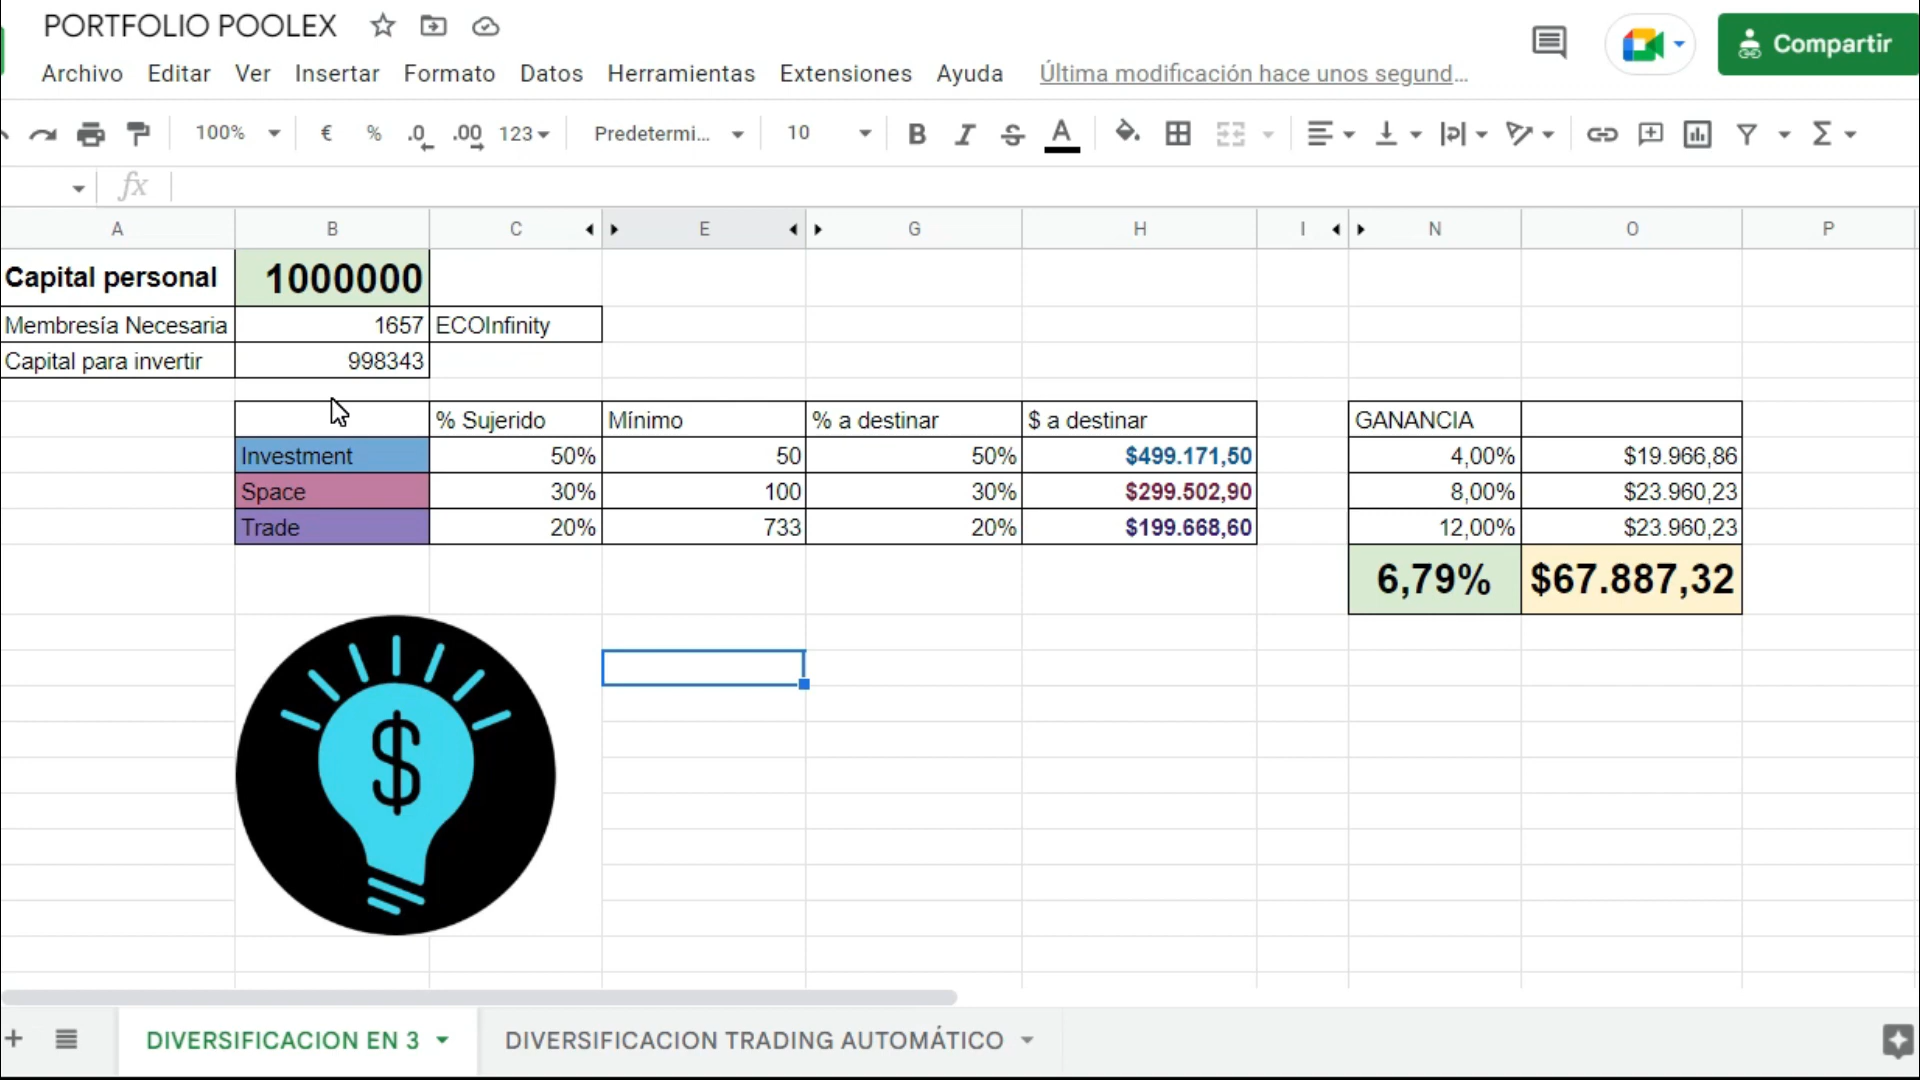 PORTFOLIO POOLEX
Archivo Editar Ver Insertar Formato Datos Herramientas Extensiones Ayuda Última modificación hace unos segund...
Compartir
100% € % .0 .00 123 Predetermi... 10 B I S A Σ
fx
A B C E G H I N O P
Capital personal 1000000
Membresía Necesaria 1657 ECOInfinity
Capital para invertir 998343
% Sujerido Mínimo % a destinar $ a destinar GANANCIA
Investment 50% 50 50% $499.171,50 4,00% $19.966,86
Space 30% 100 30% $299.502,90 8,00% $23.960,23
Trade 20% 733 20% $199.668,60 12,00% $23.960,23
6,79% $67.887,32
$
DIVERSIFICACION EN 3 DIVERSIFICACION TRADING AUTOMÁTICO